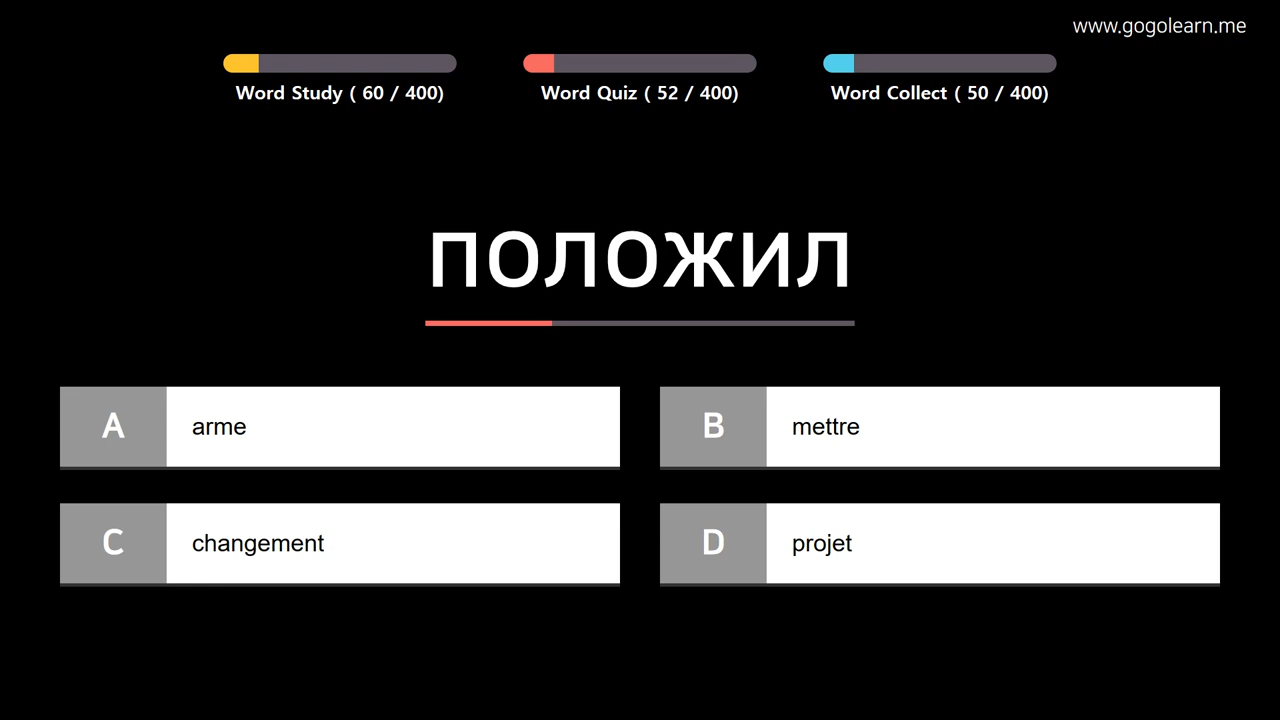 www.gogolearn.me
Word Study ( 60 / 400)
Word Quiz ( 52 / 400)
Word Collect ( 50 / 400)
ПОЛОЖИЛ
A arme
B mettre
C changement
D projet